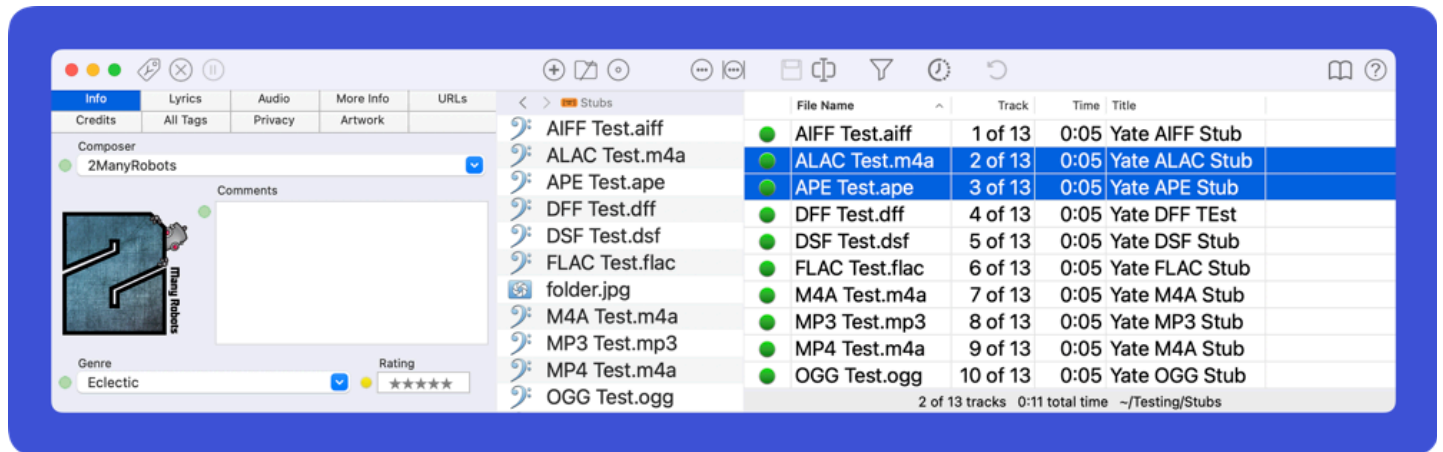 Info Lyrics Audio More Info URLs
Credits All Tags Privacy Artwork
Composer
2ManyRobots
Comments
Many Robots
Genre
Eclectic
Rating
★★★★★
Stubs
AIFF Test.aiff
ALAC Test.m4a
APE Test.ape
DFF Test.dff
DSF Test.dsf
FLAC Test.flac
folder.jpg
M4A Test.m4a
MP3 Test.mp3
MP4 Test.m4a
OGG Test.ogg
File Name Track Time Title
AIFF Test.aiff 1 of 13 0:05 Yate AIFF Stub
ALAC Test.m4a 2 of 13 0:05 Yate ALAC Stub
APE Test.ape 3 of 13 0:05 Yate APE Stub
DFF Test.dff 4 of 13 0:05 Yate DFF TEst
DSF Test.dsf 5 of 13 0:05 Yate DSF Stub
FLAC Test.flac 6 of 13 0:05 Yate FLAC Stub
M4A Test.m4a 7 of 13 0:05 Yate M4A Stub
MP3 Test.mp3 8 of 13 0:05 Yate MP3 Stub
MP4 Test.m4a 9 of 13 0:05 Yate M4A Stub
OGG Test.ogg 10 of 13 0:05 Yate OGG Stub
2 of 13 tracks 0:11 total time ~/Testing/Stubs